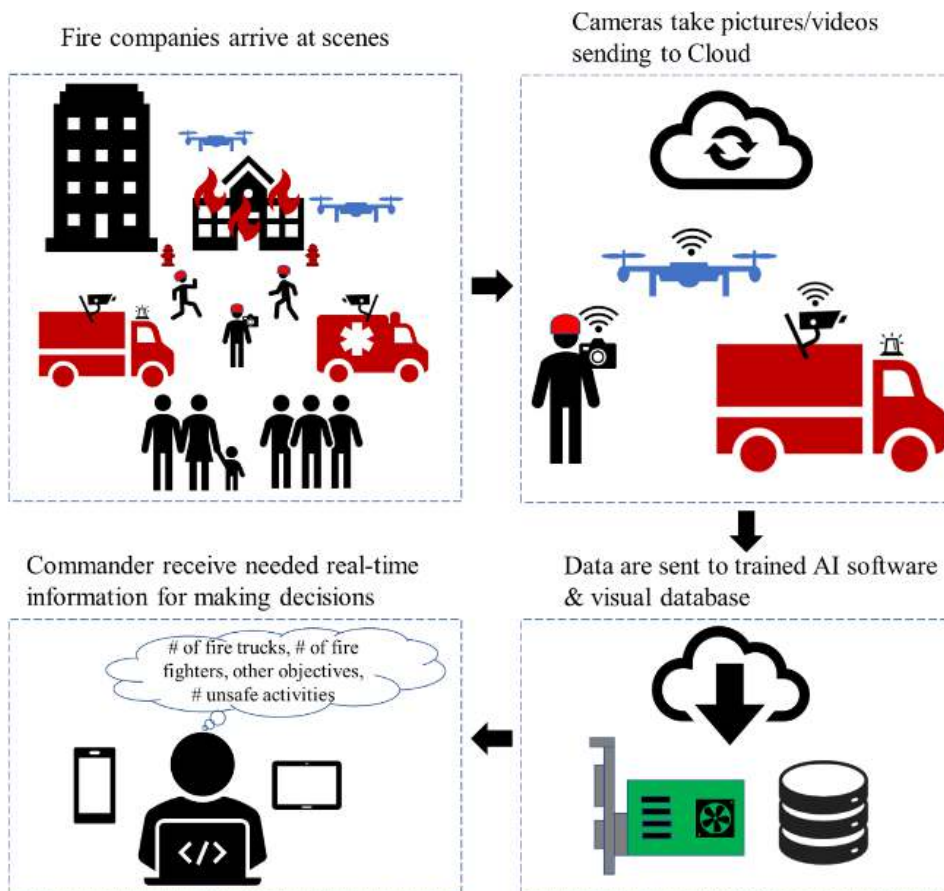 Fire companies arrive at scenes
Cameras take pictures/videos
sending to Cloud
Commander receive needed real-time
information for making decisions
# of fire trucks, # of fire
fighters, other objectives,
# unsafe activities
</>
Data are sent to trained AI software
& visual database